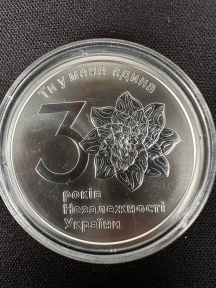 Ти у мене єдина
30
років
Незалежності
України